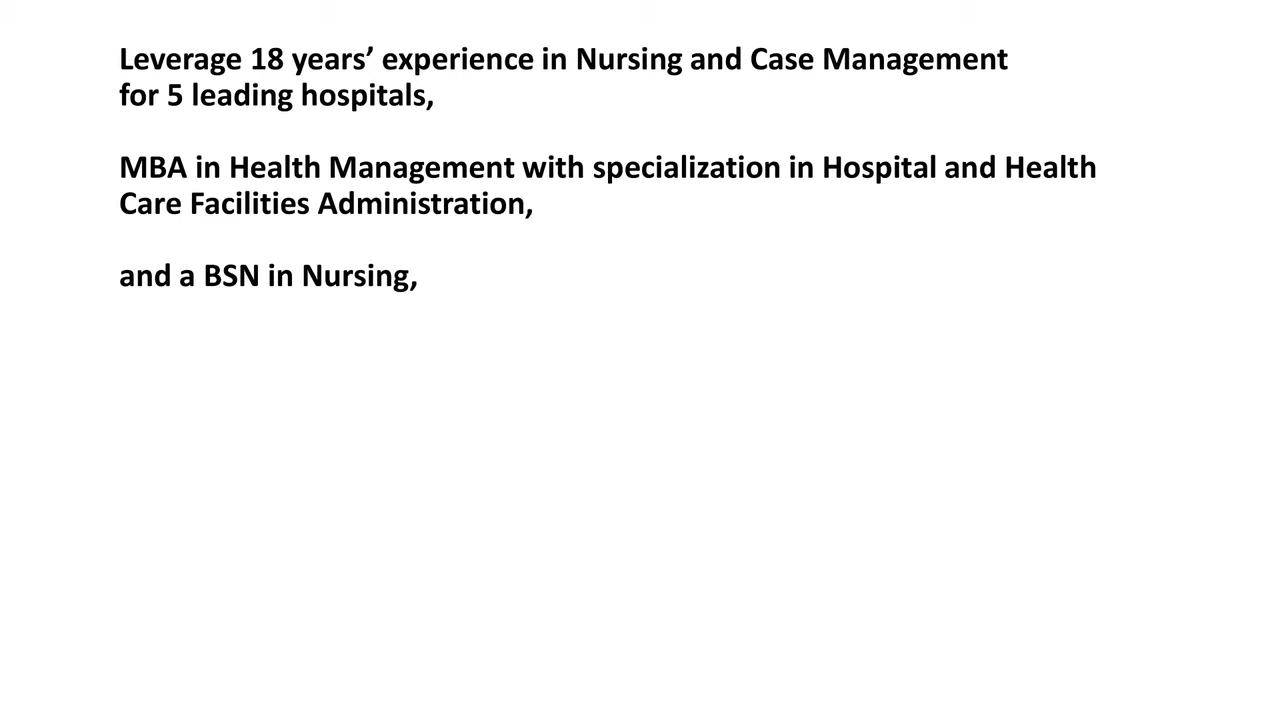 Leverage 18 years’ experience in Nursing and Case Management
for 5 leading hospitals,
MBA in Health Management with specialization in Hospital and Health
Care Facilities Administration,
and a BSN in Nursing,